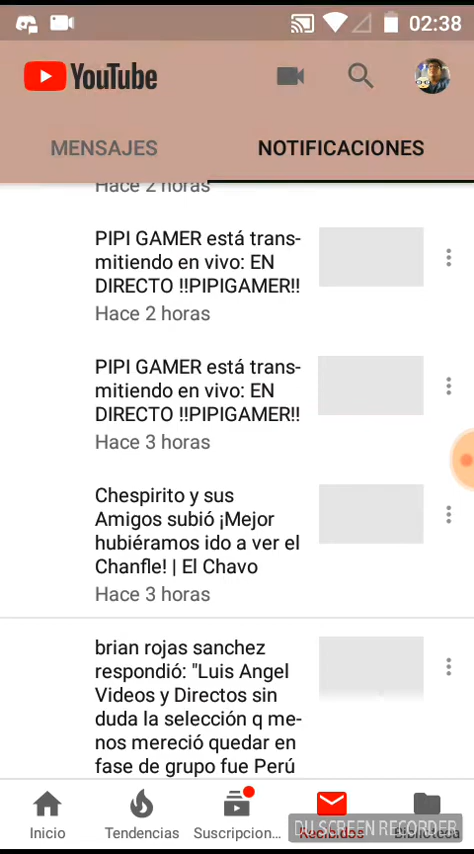 02:38
YouTube
MENSAJES NOTIFICACIONES
Hace 2 horas
PIPI GAMER está trans-
mitiendo en vivo: EN
DIRECTO !!PIPIGAMER!!
Hace 2 horas
PIPI GAMER está trans-
mitiendo en vivo: EN
DIRECTO !!PIPIGAMER!!
Hace 3 horas
Chespirito y sus
Amigos subió ¡Mejor
hubiéramos ido a ver el
Chanfle! | El Chavo
Hace 3 horas
brian rojas sanchez
respondió: "Luis Angel
Videos y Directos sin
duda la selección q me-
nos mereció quedar en
fase de grupo fue Perú
Inicio Tendencias Suscripcion... Recibidos Biblioteca
DU SCREEN RECORDER